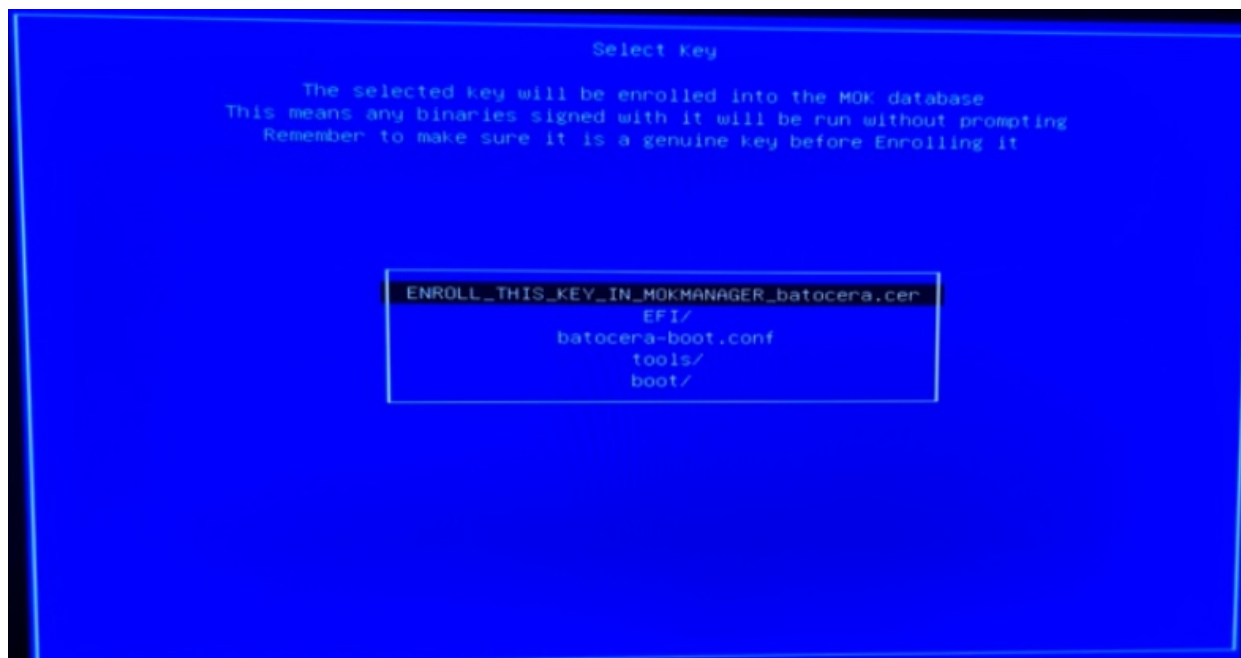 Select Key
The selected key will be enrolled into the MOK database
This means any binaries signed with it will be run without prompting
Remember to make sure it is a genuine key before Enrolling it
ENROLL_THIS_KEY_IN_MOKMANAGER_batocera.cer
EFI/
batocera-boot.conf
tools/
boot/